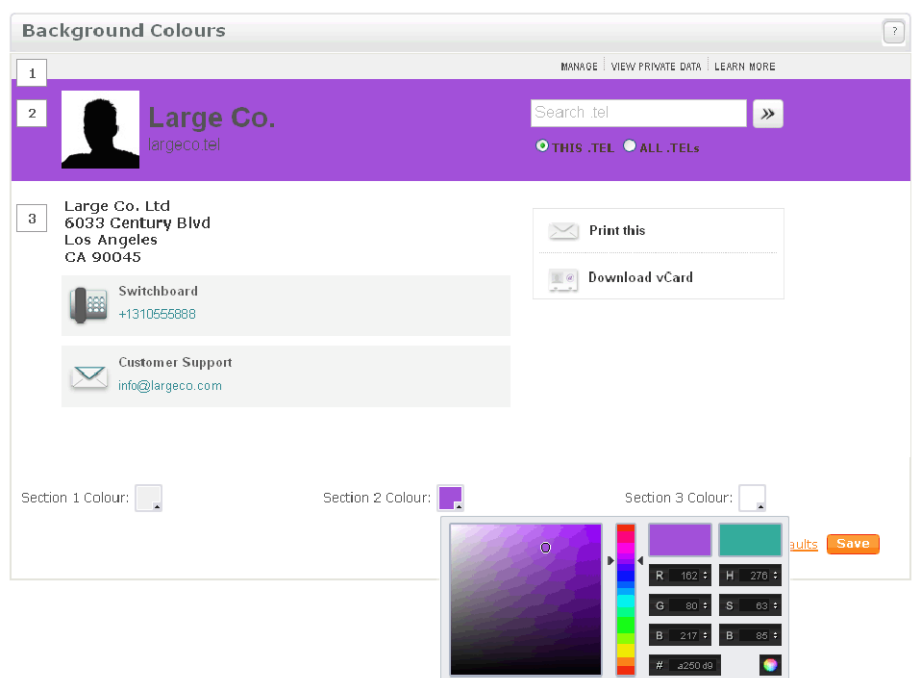 Background Colours
?
1
MANAGE VIEW PRIVATE DATA LEARN MORE
2
Large Co.
largeco.tel
Search .tel
»
THIS .TEL ALL .TELs
3
Large Co. Ltd
6033 Century Blvd
Los Angeles
CA 90045
Print this
Download vCard
Switchboard
+1310555888
Customer Support
info@largeco.com
Section 1 Colour: Section 2 Colour: Section 3 Colour:
aults Save
R 162 H 276
G 80 S 63
B 217 B 85
# a250d9